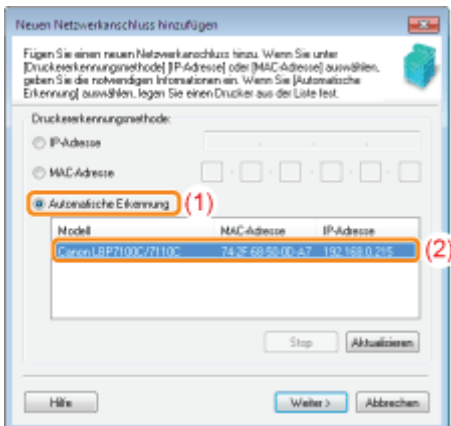 Neuen Netzwerkanschluss hinzufügen
Fügen Sie einen neuen Netzwerkanschluss hinzu. Wenn Sie unter
[Druckererkennungsmethode] [IP-Adresse] oder [MAC-Adresse] auswählen,
geben Sie die notwendigen Informationen ein. Wenn Sie [Automatische
Erkennung] auswählen, legen Sie einen Drucker aus der Liste fest.
Druckererkennungsmethode:
IP-Adresse
MAC-Adresse
Automatische Erkennung (1)
Modell MAC-Adresse IP-Adresse
Canon LBP7100C/7110C 74-2F-68-50-0D-A7 192.168.0.215 (2)
Stop Aktualisieren
Hilfe Weiter > Abbrechen